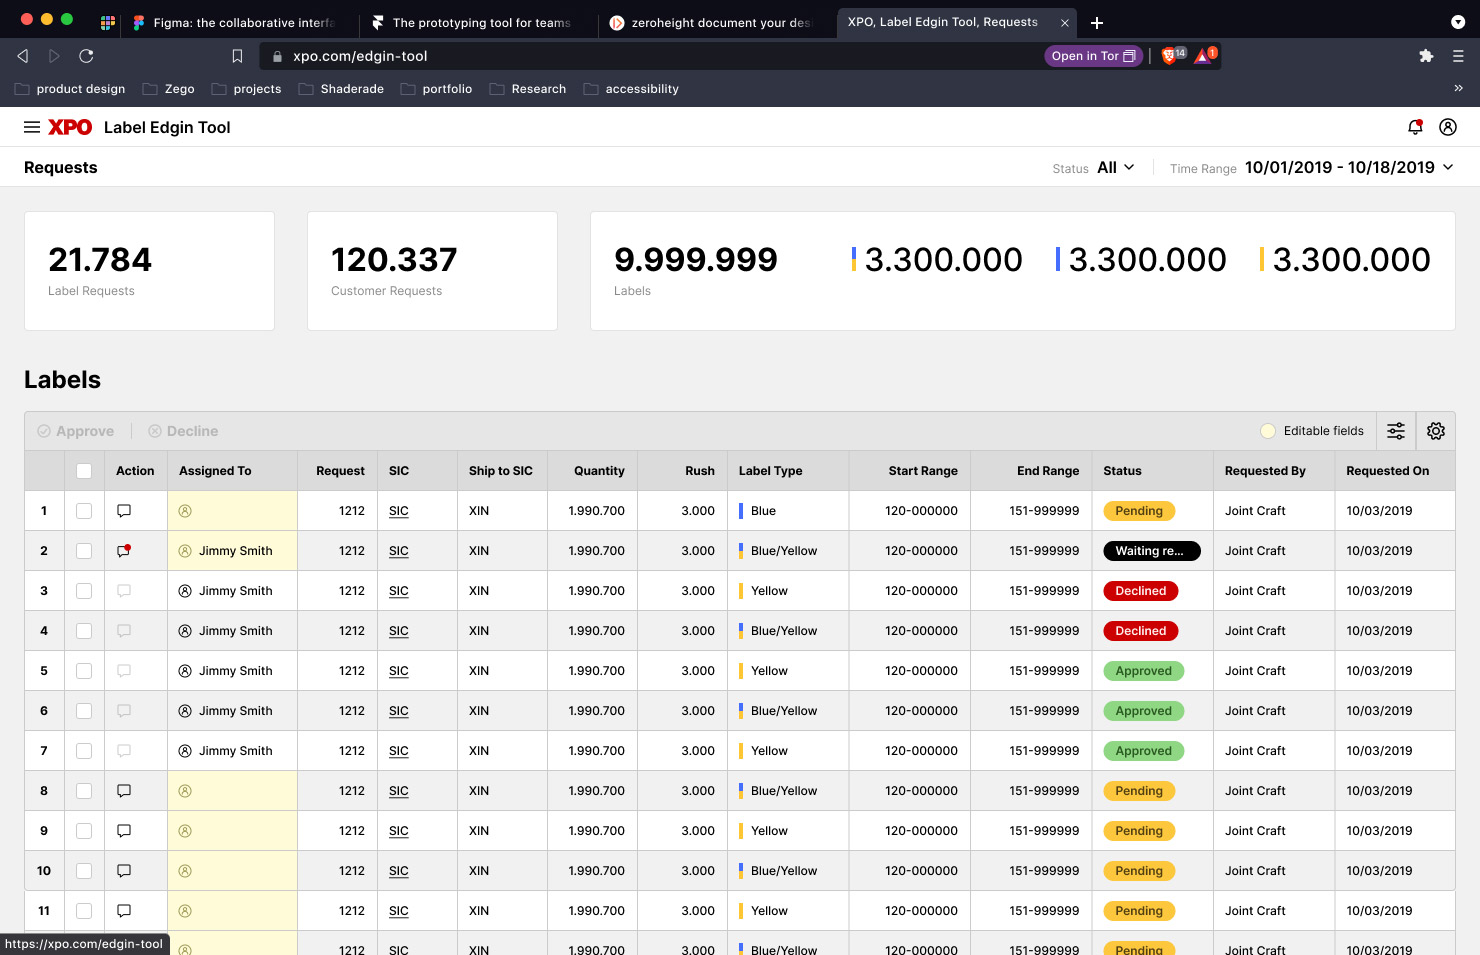 Figma: the collaborative interfa
The prototyping tool for teams
zeroheight document your desi
XPO, Label Edgin Tool, Requests
xpo.com/edgin-tool
Open in Tor
14
1
product design
Zego
projects
Shaderade
portfolio
Research
accessibility
XPO Label Edgin Tool
Requests
Status All
Time Range 10/01/2019 - 10/18/2019
21.784
Label Requests
120.337
Customer Requests
9.999.999
Labels
3.300.000
3.300.000
3.300.000
Labels
Approve
Decline
Editable fields
Action Assigned To Request SIC Ship to SIC Quantity Rush Label Type Start Range End Range Status Requested By Requested On
1 1212 SIC XIN 1.990.700 3.000 Blue 120-000000 151-999999 Pending Joint Craft 10/03/2019
2 Jimmy Smith 1212 SIC XIN 1.990.700 3.000 Blue/Yellow 120-000000 151-999999 Waiting re... Joint Craft 10/03/2019
3 Jimmy Smith 1212 SIC XIN 1.990.700 3.000 Yellow 120-000000 151-999999 Declined Joint Craft 10/03/2019
4 Jimmy Smith 1212 SIC XIN 1.990.700 3.000 Blue/Yellow 120-000000 151-999999 Declined Joint Craft 10/03/2019
5 Jimmy Smith 1212 SIC XIN 1.990.700 3.000 Yellow 120-000000 151-999999 Approved Joint Craft 10/03/2019
6 Jimmy Smith 1212 SIC XIN 1.990.700 3.000 Blue/Yellow 120-000000 151-999999 Approved Joint Craft 10/03/2019
7 Jimmy Smith 1212 SIC XIN 1.990.700 3.000 Yellow 120-000000 151-999999 Approved Joint Craft 10/03/2019
8 1212 SIC XIN 1.990.700 3.000 Blue/Yellow 120-000000 151-999999 Pending Joint Craft 10/03/2019
9 1212 SIC XIN 1.990.700 3.000 Yellow 120-000000 151-999999 Pending Joint Craft 10/03/2019
10 1212 SIC XIN 1.990.700 3.000 Blue/Yellow 120-000000 151-999999 Pending Joint Craft 10/03/2019
11 1212 SIC XIN 1.990.700 3.000 Yellow 120-000000 151-999999 Pending Joint Craft 10/03/2019
1212 SIC XIN 1.990.700 3.000 Blue/Yellow 120-000000 151-999999 Pending Joint Craft 10/03/2019
https://xpo.com/edgin-tool